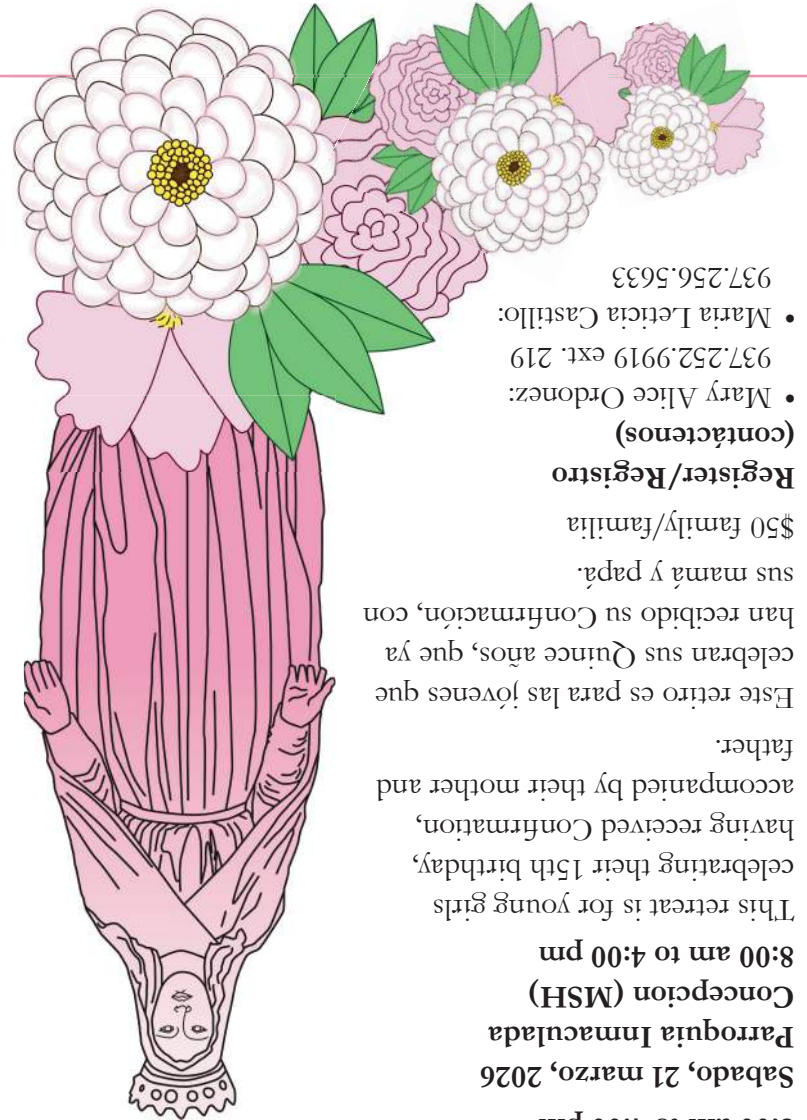 Sabado, 21 marzo, 2026
Parroquia Inmaculada
Concepcion (MSH)
8:00 am to 4:00 pm
This retreat is for young girls
celebrating their 15th birthday,
having received Confirmation,
accompanied by their mother and
father.
Este retiro es para las jóvenes que
celebran sus Quince años, que ya
han recibido su Confirmación, con
sus mamá y papá.
$50 family/familia
Register/Registro
(contáctenos)
• Mary Alice Ordonez:
937.252.9919 ext. 219
• Maria Leticia Castillo:
937.256.5633